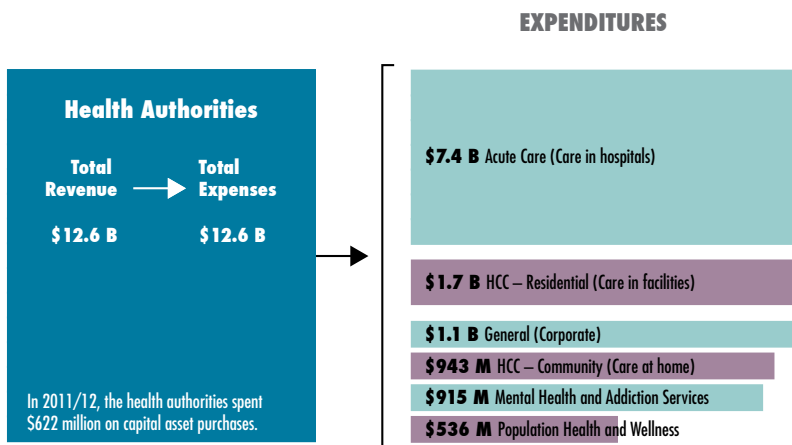 EXPENDITURES
Health Authorities
Total Revenue
Total Expenses
$12.6 B
$12.6 B
In 2011/12, the health authorities spent
$622 million on capital asset purchases.
$7.4 B Acute Care (Care in hospitals)
$1.7 B HCC – Residential (Care in facilities)
$1.1 B General (Corporate)
$943 M HCC – Community (Care at home)
$915 M Mental Health and Addiction Services
$536 M Population Health and Wellness